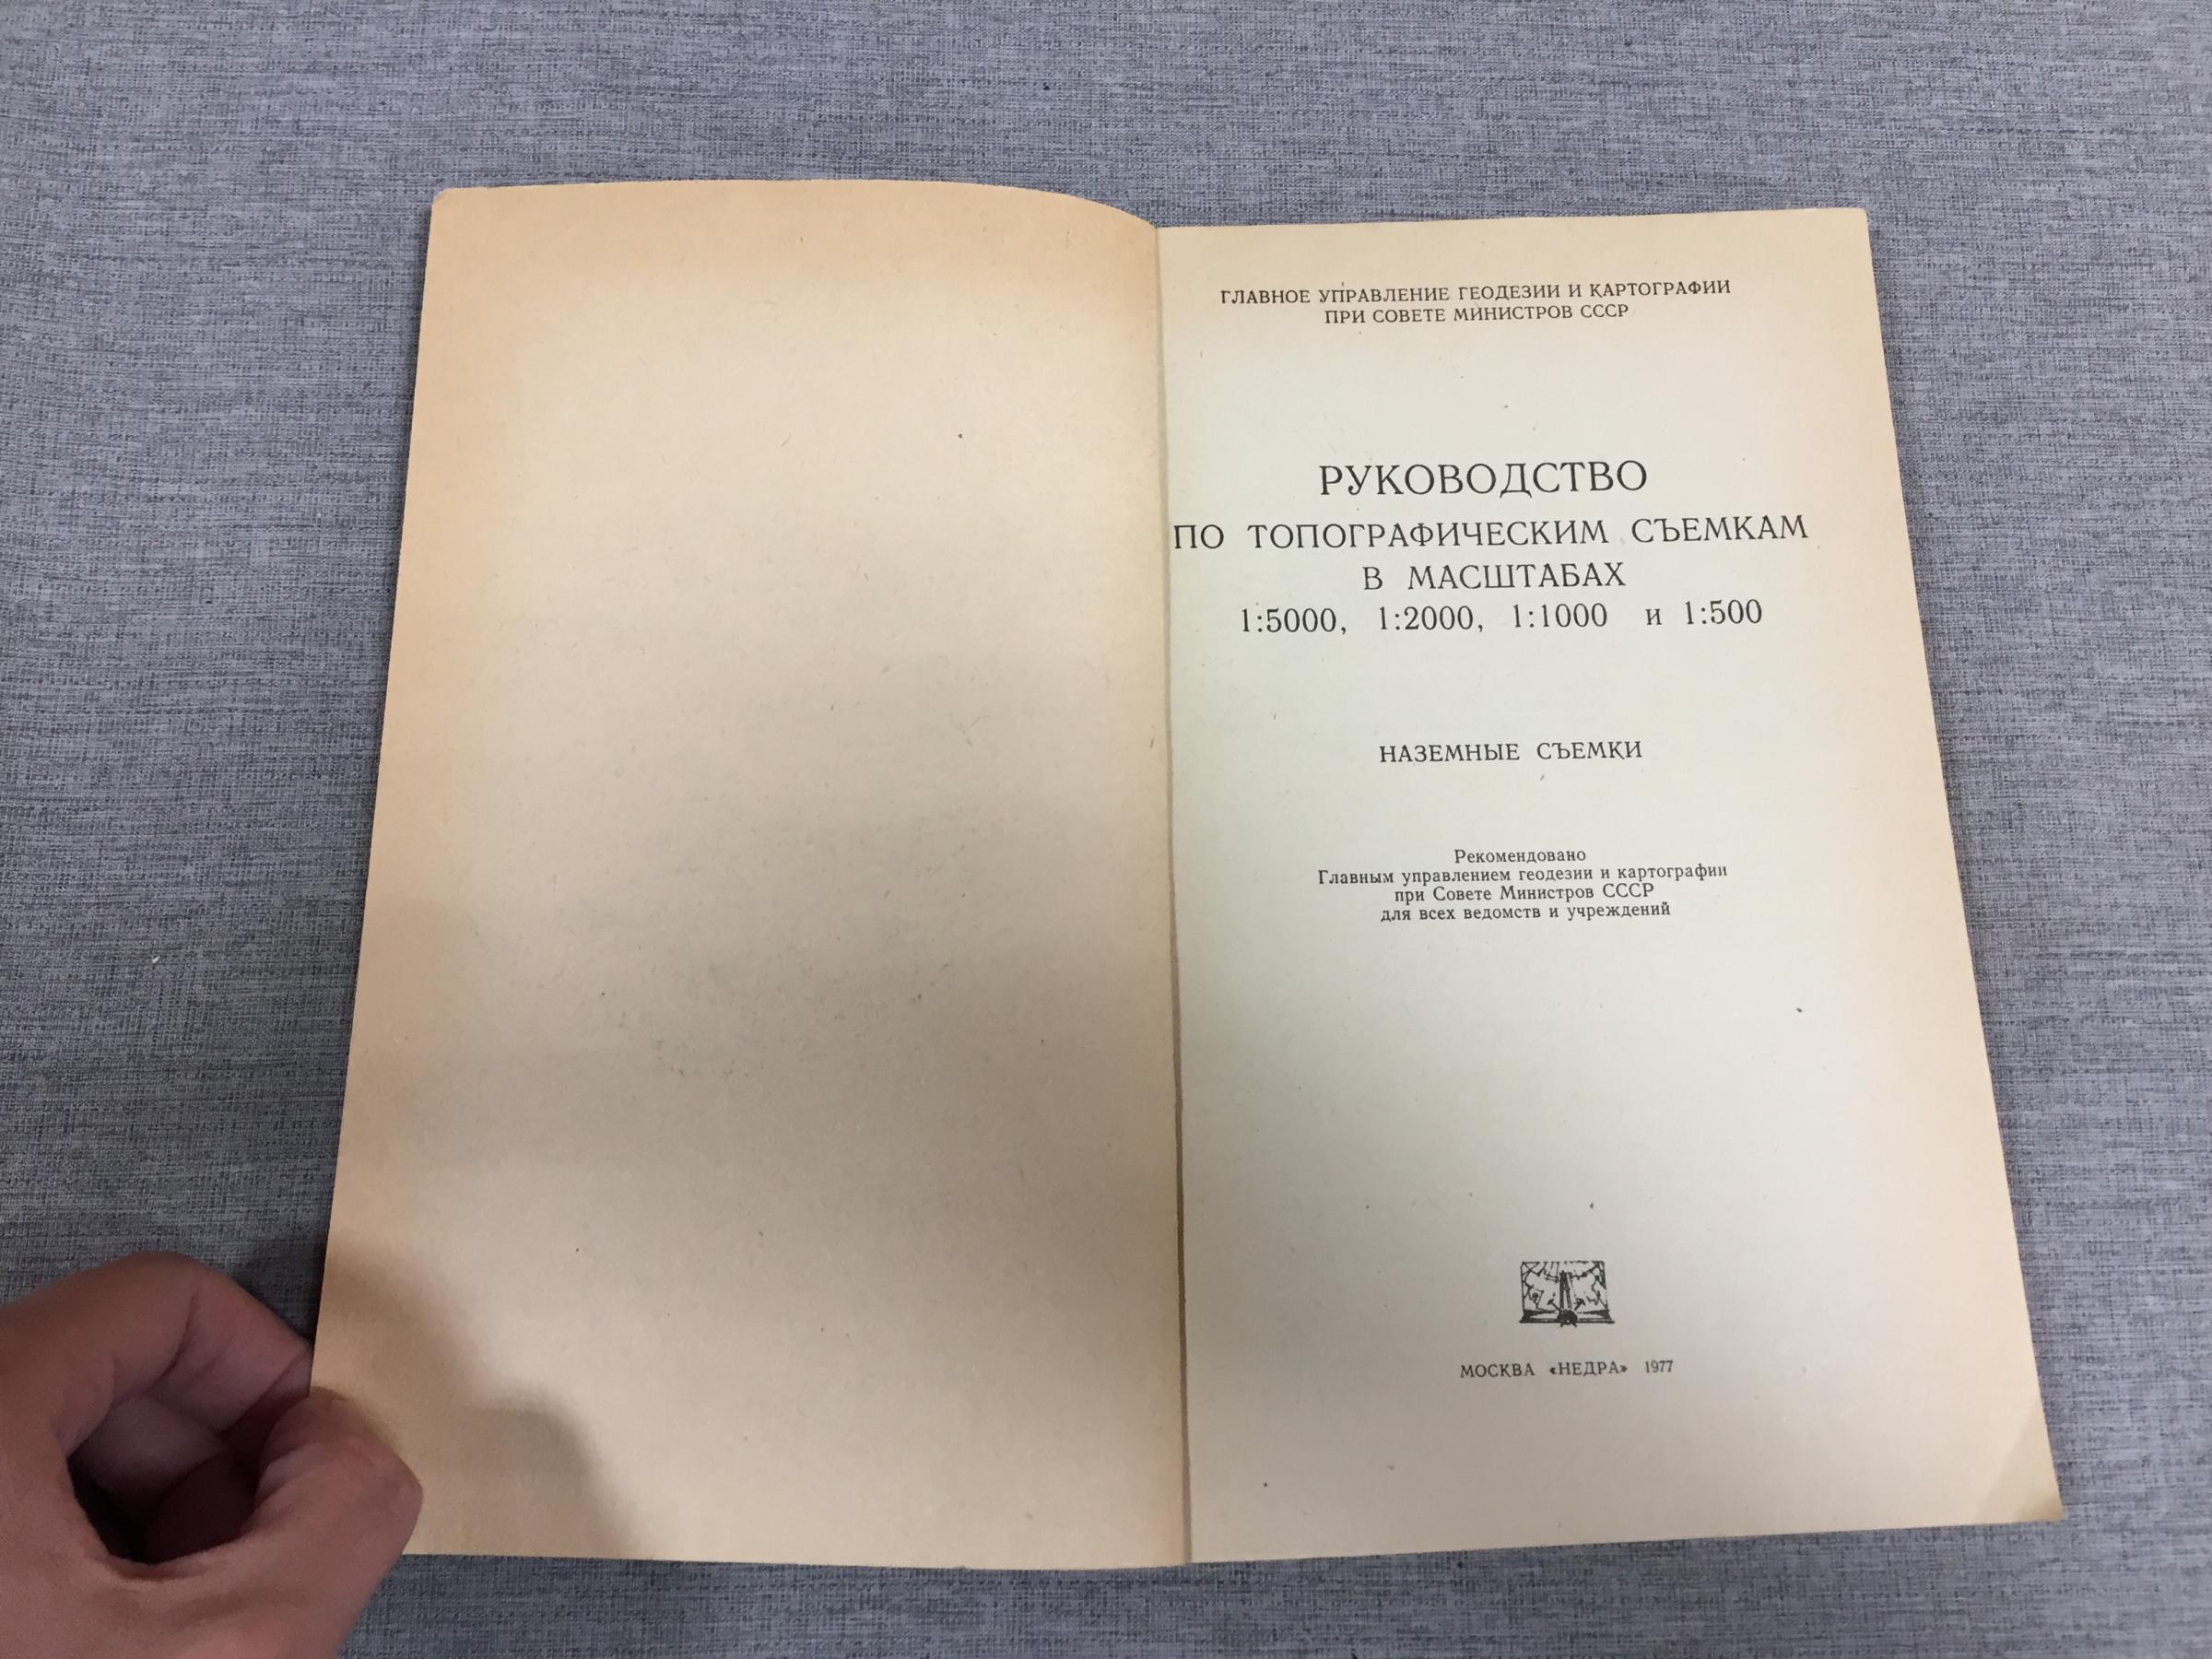 ГЛАВНОЕ УПРАВЛЕНИЕ ГЕОДЕЗИИ И КАРТОГРАФИИ
ПРИ СОВЕТЕ МИНИСТРОВ СССР
РУКОВОДСТВО
ПО ТОПОГРАФИЧЕСКИМ СЪЕМКАМ
В МАСШТАБАХ
1:5000, 1:2000, 1:1000 и 1:500
НАЗЕМНЫЕ СЪЕМКИ
Рекомендовано
Главным управлением геодезии и картографии
при Совете Министров СССР
для всех ведомств и учреждений
МОСКВА «НЕДРА» 1977